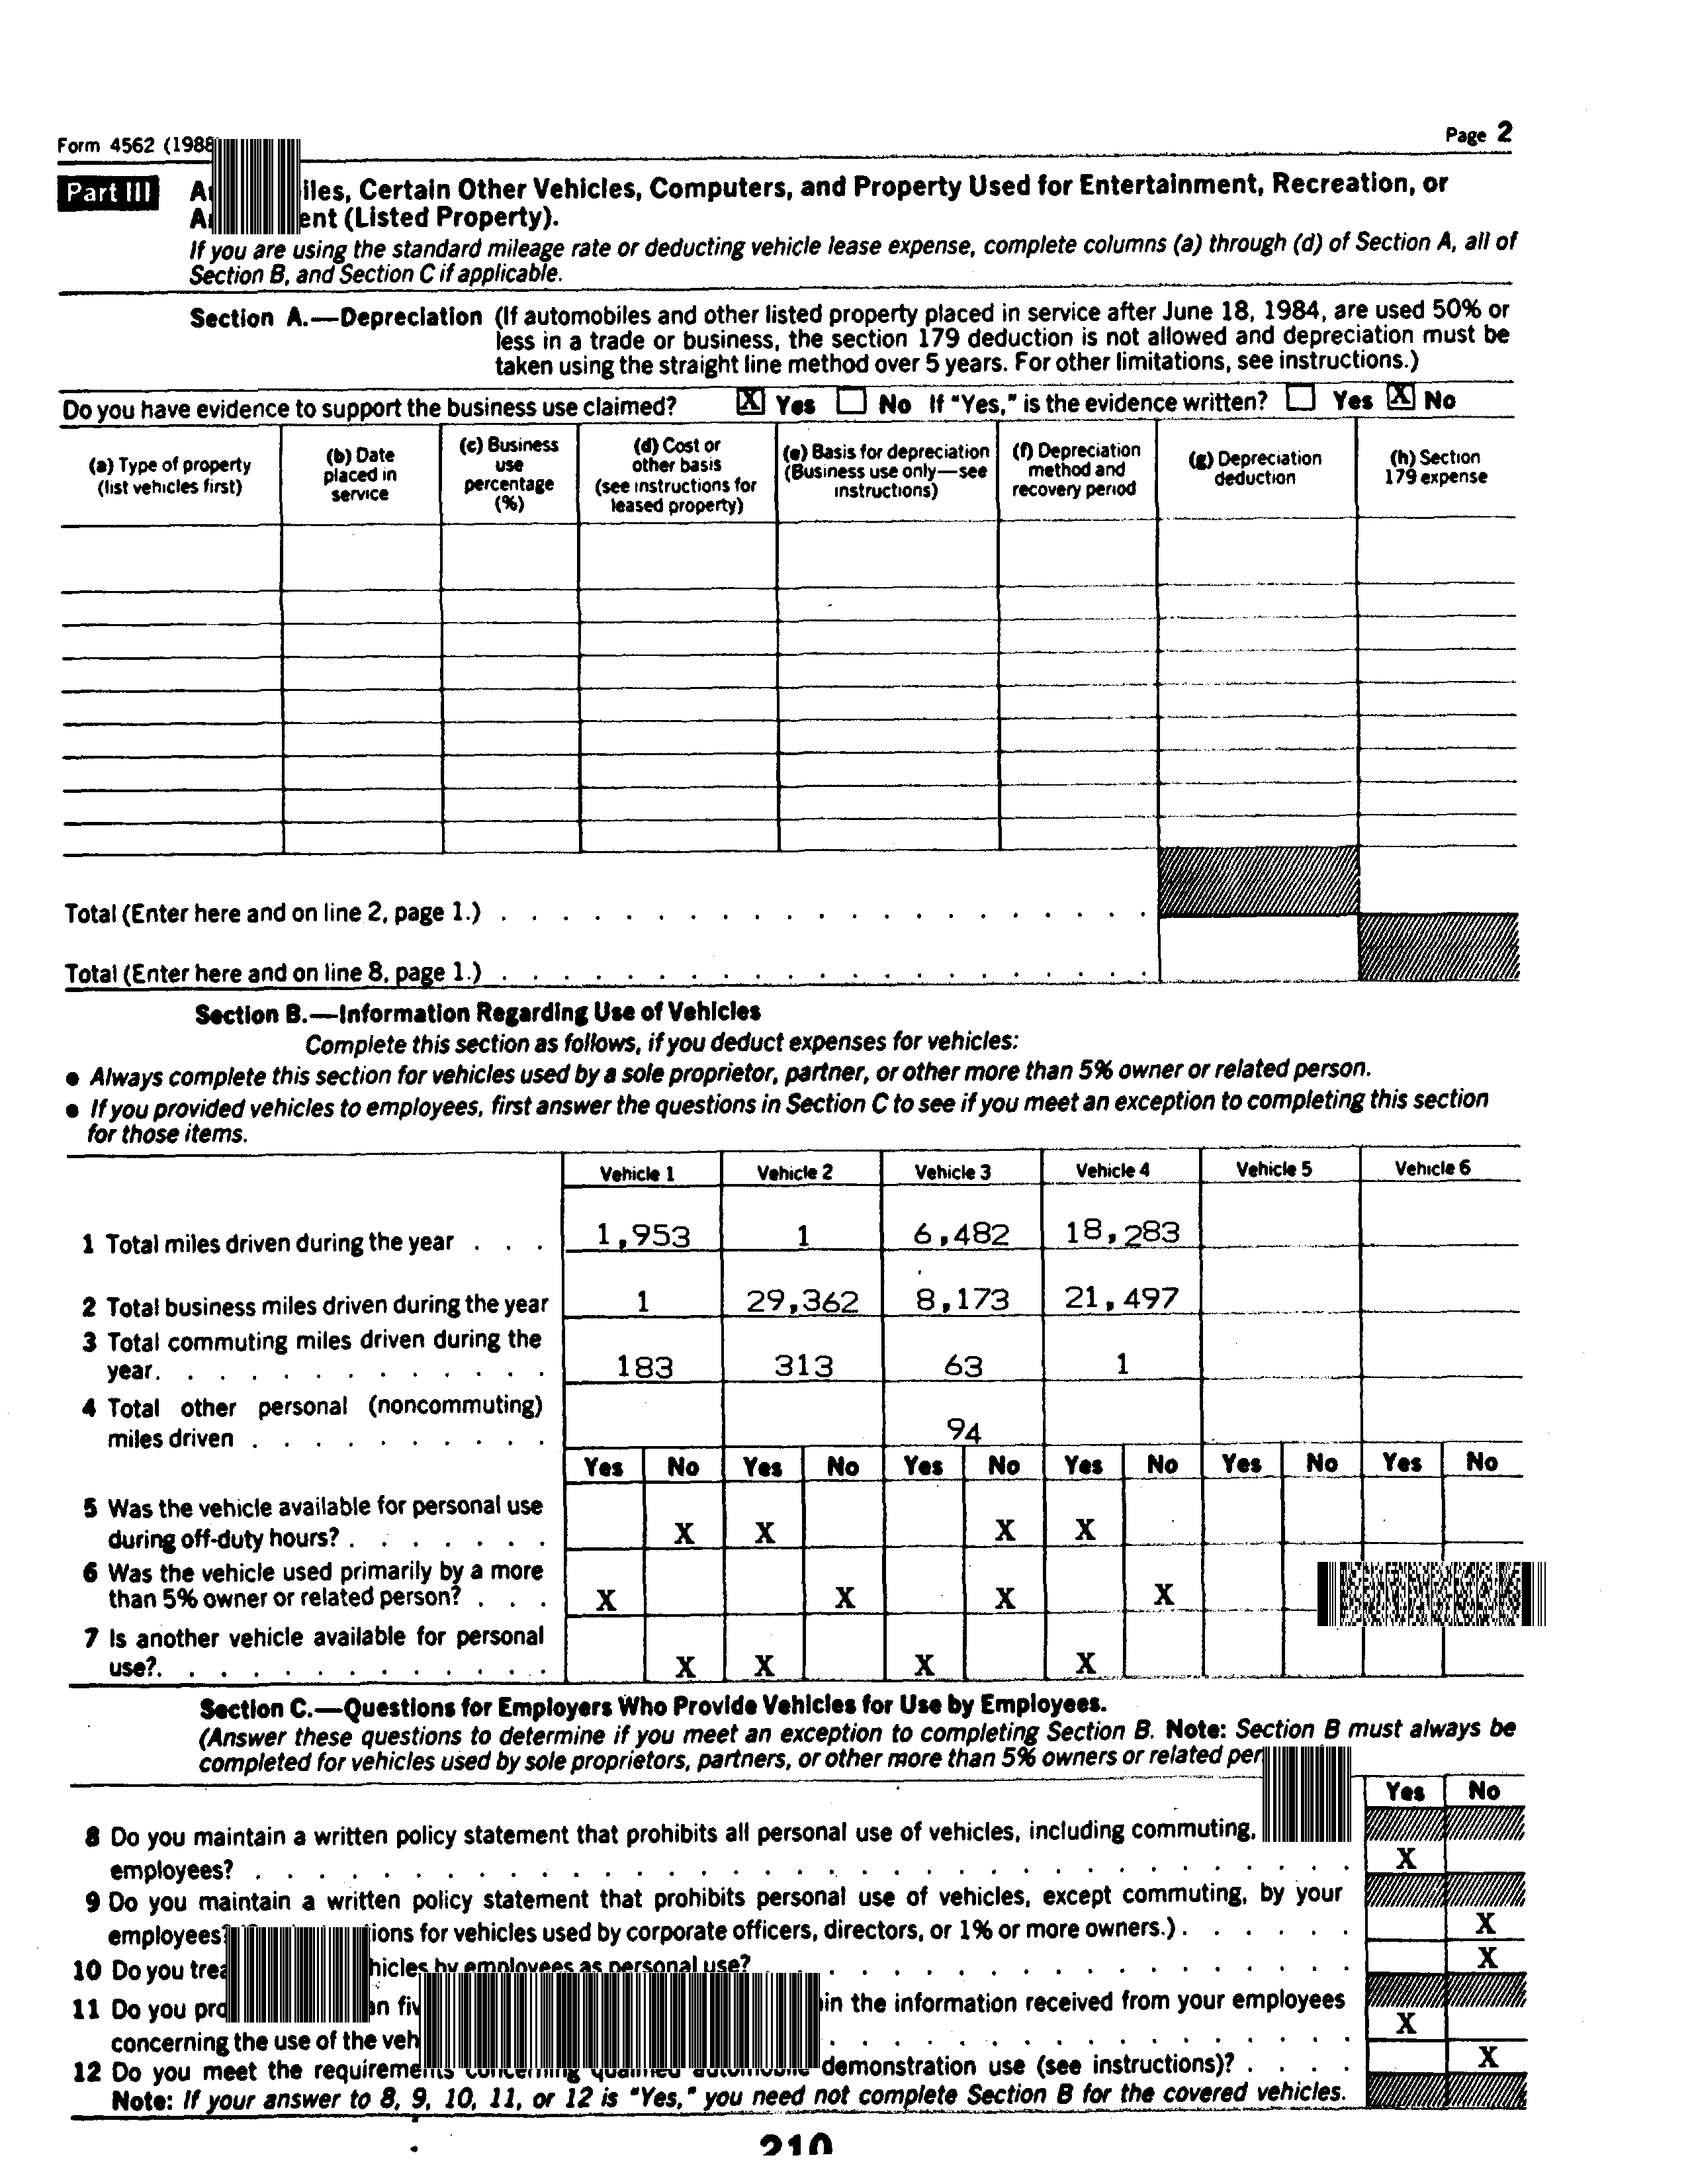 Form 4562 (1988
Page 2
Part III
iles, Certain Other Vehicles, Computers, and Property Used for Entertainment, Recreation, or
ent (Listed Property).
If you are using the standard mileage rate or deducting vehicle lease expense, complete columns (a) through (d) of Section A, all of
Section B, and Section C if applicable.
Section A.—Depreciation (If automobiles and other listed property placed in service after June 18, 1984, are used 50% or
less in a trade or business, the section 179 deduction is not allowed and depreciation must be
taken using the straight line method over 5 years. For other limitations, see instructions.)
Do you have evidence to support the business use claimed? X Yes No If "Yes," is the evidence written? Yes X No
(a) Type of property
(list vehicles first)
(b) Date
placed in
service
(c) Business
use
percentage
(%)
(d) Cost or
other basis
(see instructions for
leased property)
(e) Basis for depreciation
(Business use only—see
instructions)
(f) Depreciation
method and
recovery period
(g) Depreciation
deduction
(h) Section
179 expense
Total (Enter here and on line 2, page 1.) . . . . . . . . . . . . . . . . . . . . .
Total (Enter here and on line 8, page 1.) . . . . . . . . . . . . . . . . . . . . .
Section B.—Information Regarding Use of Vehicles
Complete this section as follows, if you deduct expenses for vehicles:
● Always complete this section for vehicles used by a sole proprietor, partner, or other more than 5% owner or related person.
● If you provided vehicles to employees, first answer the questions in Section C to see if you meet an exception to completing this section
for those items.
Vehicle 1 Vehicle 2 Vehicle 3 Vehicle 4 Vehicle 5 Vehicle 6
1 Total miles driven during the year . . . 1,953 1 6,482 18,283
2 Total business miles driven during the year 1 29,362 8,173 21,497
3 Total commuting miles driven during the
year. . . . . . . . . . . . . 183 313 63 1
4 Total other personal (noncommuting)
miles driven . . . . . . . . . . 94
Yes No Yes No Yes No Yes No Yes No Yes No
5 Was the vehicle available for personal use
during off-duty hours? . . . . . . . X X X X
6 Was the vehicle used primarily by a more
than 5% owner or related person? . . . X X X X
7 Is another vehicle available for personal
use?. . . . . . . . . . . . . X X X X
Section C.—Questions for Employers Who Provide Vehicles for Use by Employees.
(Answer these questions to determine if you meet an exception to completing Section B. Note: Section B must always be
completed for vehicles used by sole proprietors, partners, or other more than 5% owners or related per
Yes No
8 Do you maintain a written policy statement that prohibits all personal use of vehicles, including commuting,
employees? . . . . . . . . . . . . . . . . . . . . . . . . . . X
9 Do you maintain a written policy statement that prohibits personal use of vehicles, except commuting, by your
employees? ions for vehicles used by corporate officers, directors, or 1% or more owners.) . . . . . . X
10 Do you trea hicles by employees as personal use? . . . . . . . . . . . . . X
11 Do you pro an fiv in the information received from your employees
concerning the use of the veh . . . . . . . . . . . . . X
12 Do you meet the requirements concerning qualified automobile demonstration use (see instructions)? . . . . X
Note: If your answer to 8, 9, 10, 11, or 12 is "Yes," you need not complete Section B for the covered vehicles.
210